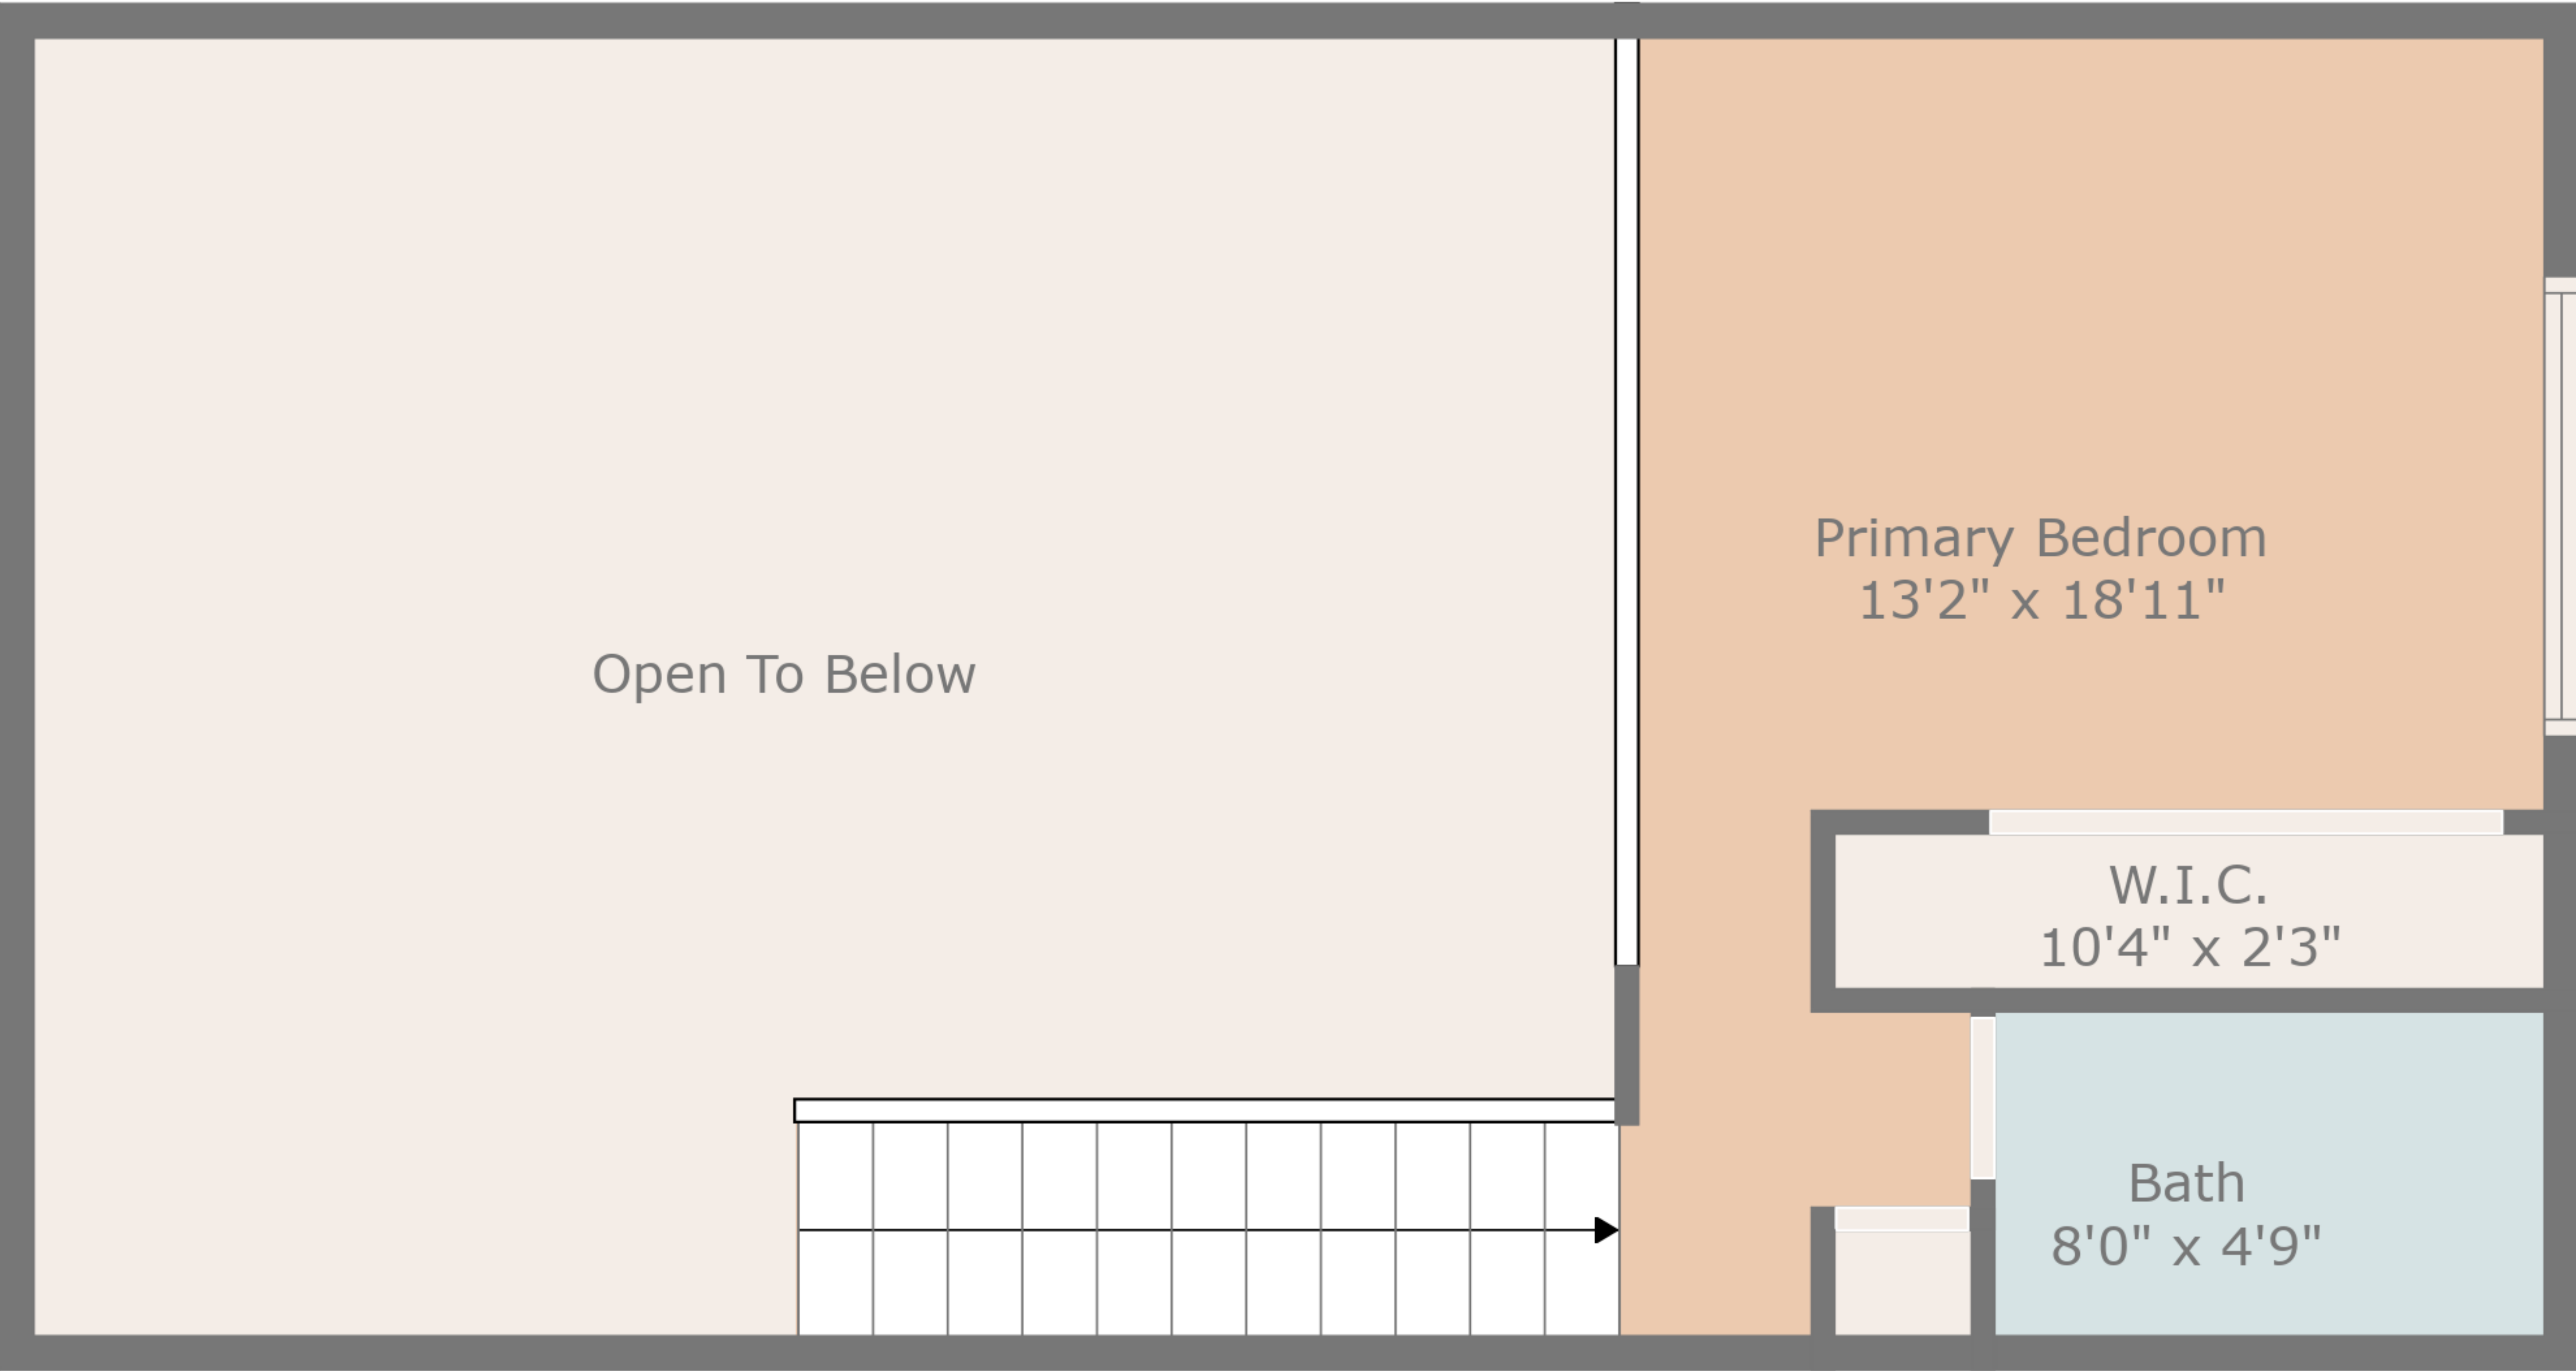 Primary Bedroom
13'2" x 18'11"
Open To Below
W.I.C.
10'4" x 2'3"
Bath
8'0" x 4'9"